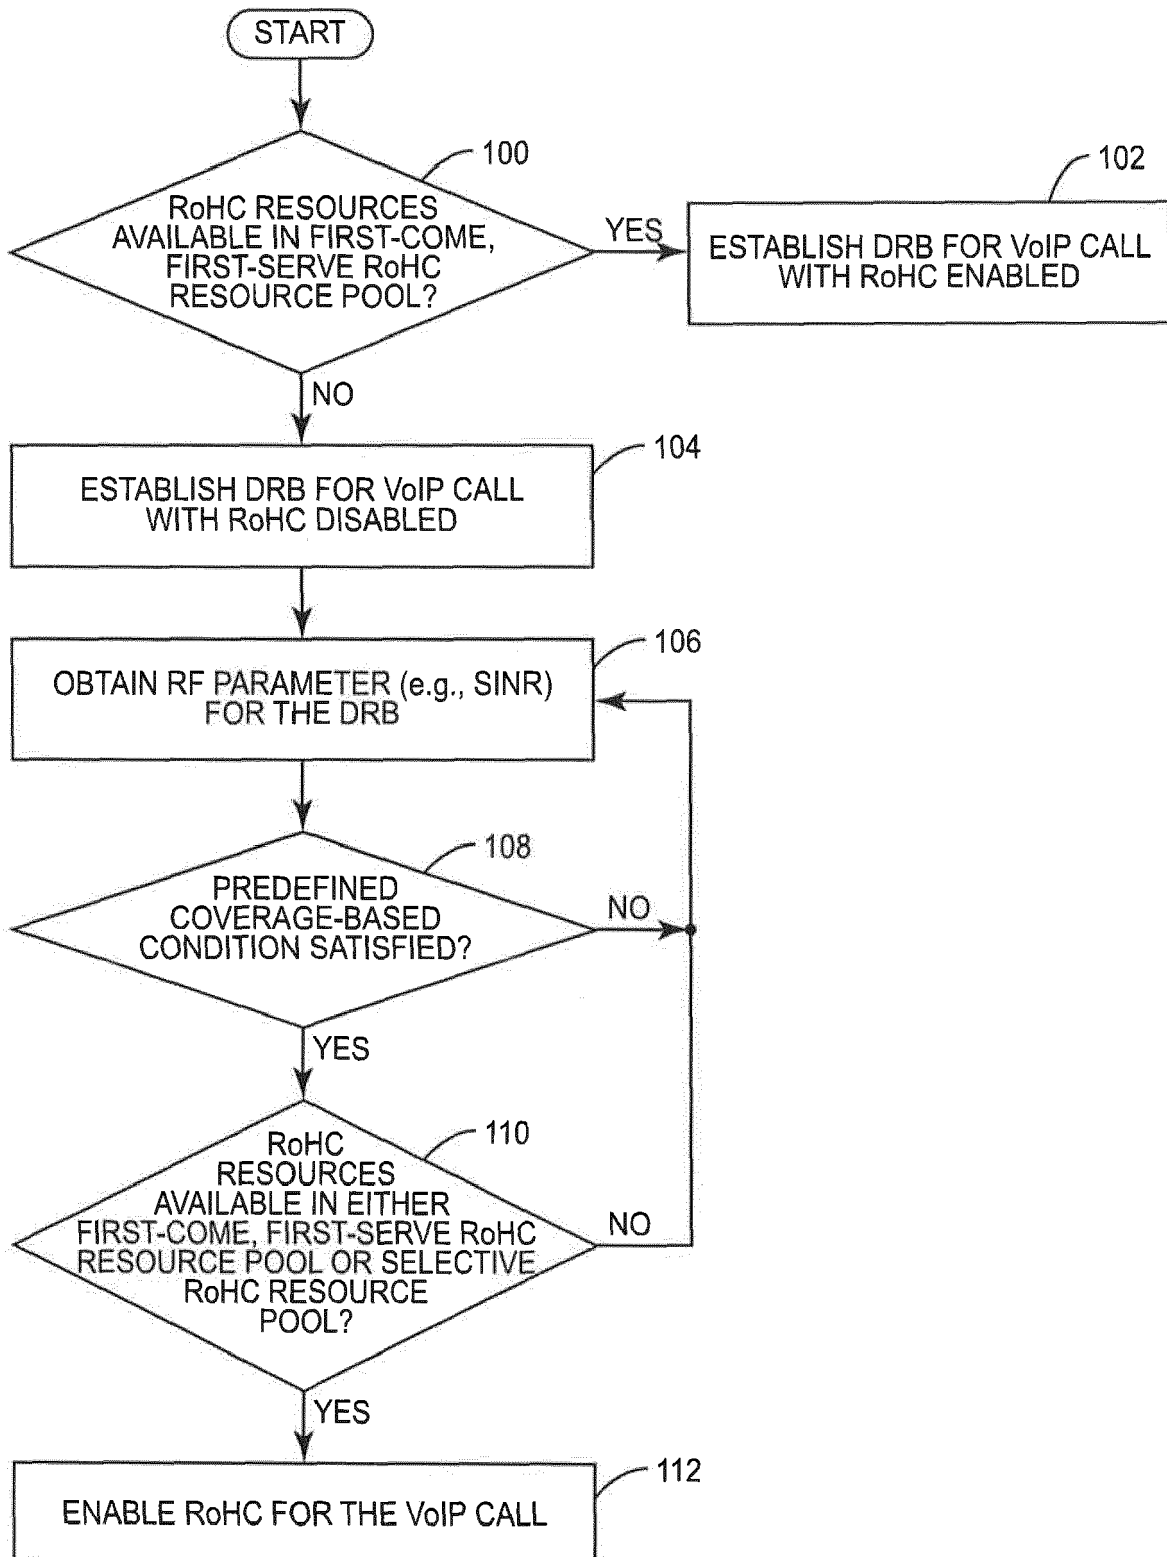 START
100
RoHC RESOURCES
AVAILABLE IN FIRST-COME,
FIRST-SERVE RoHC
RESOURCE POOL?
YES
102
ESTABLISH DRB FOR VoIP CALL
WITH RoHC ENABLED
NO
104
ESTABLISH DRB FOR VoIP CALL
WITH RoHC DISABLED
106
OBTAIN RF PARAMETER (e.g., SINR)
FOR THE DRB
108
PREDEFINED
COVERAGE-BASED
CONDITION SATISFIED?
NO
YES
110
RoHC
RESOURCES
AVAILABLE IN EITHER
FIRST-COME, FIRST-SERVE RoHC
RESOURCE POOL OR SELECTIVE
RoHC RESOURCE
POOL?
NO
YES
112
ENABLE RoHC FOR THE VoIP CALL